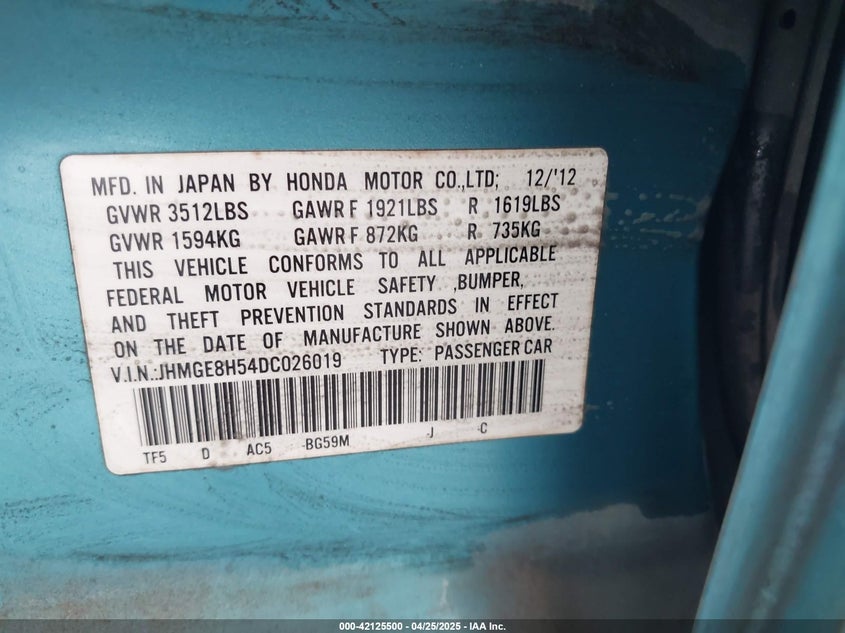 MFD. IN JAPAN BY HONDA MOTOR CO.,LTD; 12/'12
GVWR 3512LBS GAWR F 1921LBS R 1619LBS
GVWR 1594KG GAWR F 872KG R 735KG
THIS VEHICLE CONFORMS TO ALL APPLICABLE
FEDERAL MOTOR VEHICLE SAFETY ,BUMPER,
AND THEFT PREVENTION STANDARDS IN EFFECT
ON THE DATE OF MANUFACTURE SHOWN ABOVE.
V.I.N.:JHMGE8H54DC026019 TYPE: PASSENGER CAR
TF5 D AC5 -BG59M -J -C
000-42125500 - 04/25/2025 - IAA Inc.